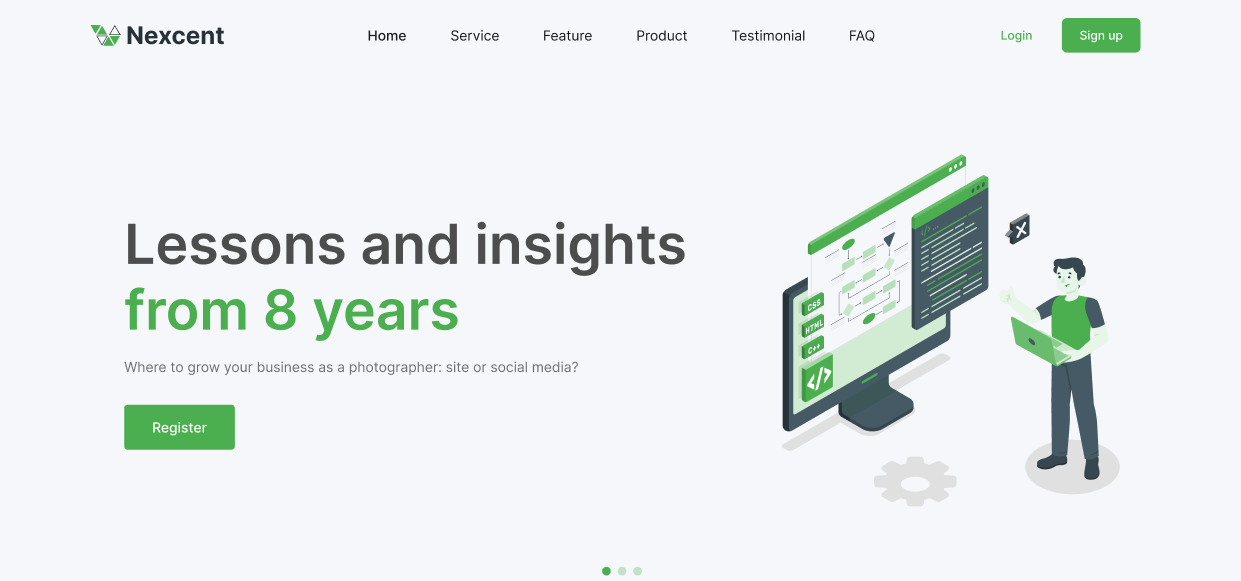 Nexcent
Home Service Feature Product Testimonial FAQ
Login
Sign up
Lessons and insights
from 8 years
Where to grow your business as a photographer: site or social media?
Register
</>
CSS
HTML
C++
</>
X